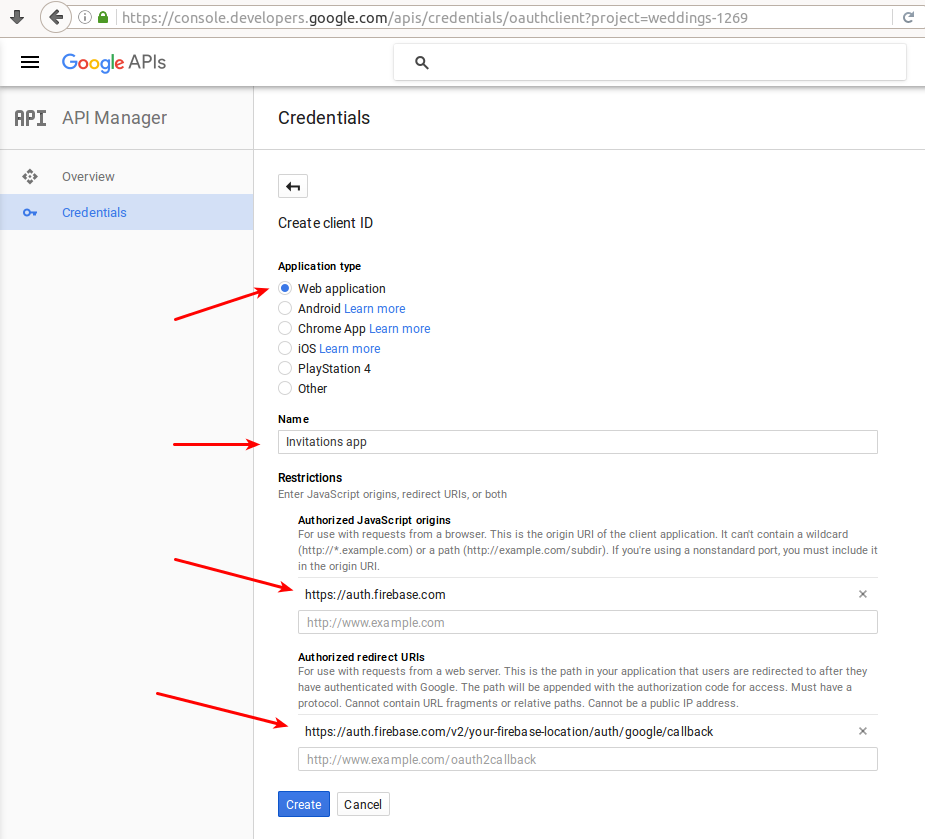 https://console.developers.google.com/apis/credentials/oauthclient?project=weddings-1269
Google APIs
API API Manager
Credentials
Overview
Credentials
Create client ID
Application type
Web application
Android Learn more
Chrome App Learn more
iOS Learn more
PlayStation 4
Other
Name
Invitations app
Restrictions
Enter JavaScript origins, redirect URIs, or both
Authorized JavaScript origins
For use with requests from a browser. This is the origin URI of the client application. It can't contain a wildcard
(http://*.example.com) or a path (http://example.com/subdir). If you're using a nonstandard port, you must include it
in the origin URI.
https://auth.firebase.com
http://www.example.com
Authorized redirect URIs
For use with requests from a web server. This is the path in your application that users are redirected to after they
have authenticated with Google. The path will be appended with the authorization code for access. Must have a
protocol. Cannot contain URL fragments or relative paths. Cannot be a public IP address.
https://auth.firebase.com/v2/your-firebase-location/auth/google/callback
http://www.example.com/oauth2callback
Create Cancel